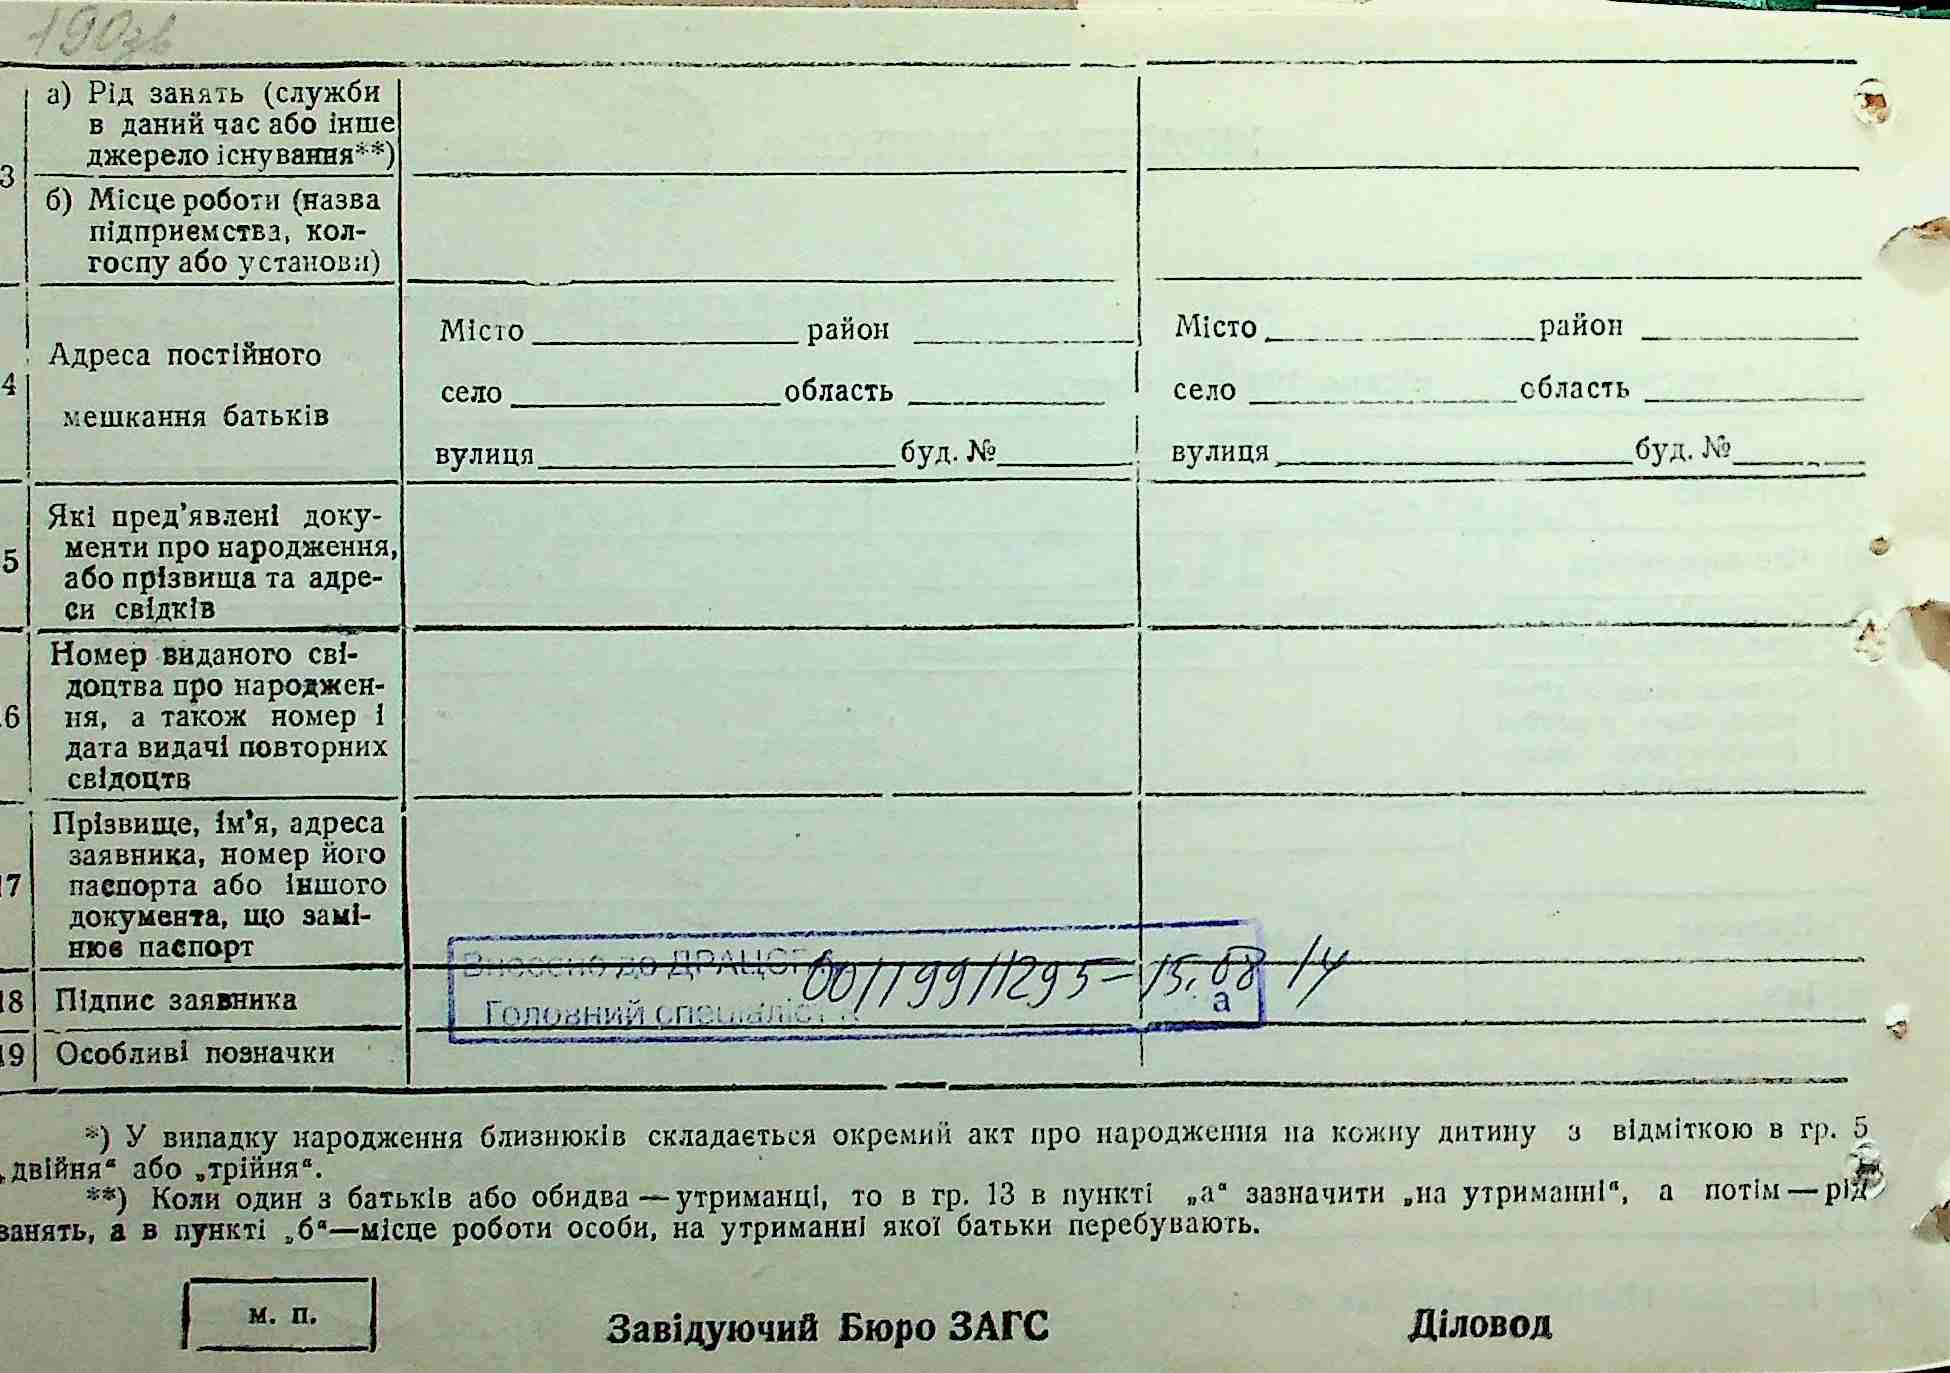 190зв
а) Рід занять (служби
в даний час або інше
джерело існування**)
3
б) Місце роботи (назва
підприємства, кол-
госпу або установи)
4
Адреса постійного
мешкання батьків
Місто район
село область
вулиця буд. №
Місто район
село область
вулиця буд. №
5
Які пред’явлені доку-
менти про народження,
або прізвища та адре-
си свідків
6
Номер виданого сві-
доцтва про народжен-
ня, а також номер і
дата видачі повторних
свідоцтв
17
Прізвище, ім’я, адреса
заявника, номер його
паспорта або іншого
документа, що замі-
нює паспорт
Внесено до ДРАЦСГ
00119911295 – 15.08 14
Головний спеціаліст
а
18 Підпис заявника
19 Особливі позначки
*) У випадку народження близнюків складається окремий акт про народження на кожну дитину з відміткою в гр. 5
„двійня“ або „трійня“.
**) Коли один з батьків або обидва — утриманці, то в гр. 13 в пункті „а“ зазначити „на утриманні“, а потім — рід
занять, а в пункті „б“—місце роботи особи, на утриманні якої батьки перебувають.
м. п.
Завідуючий Бюро ЗАГС
Діловод